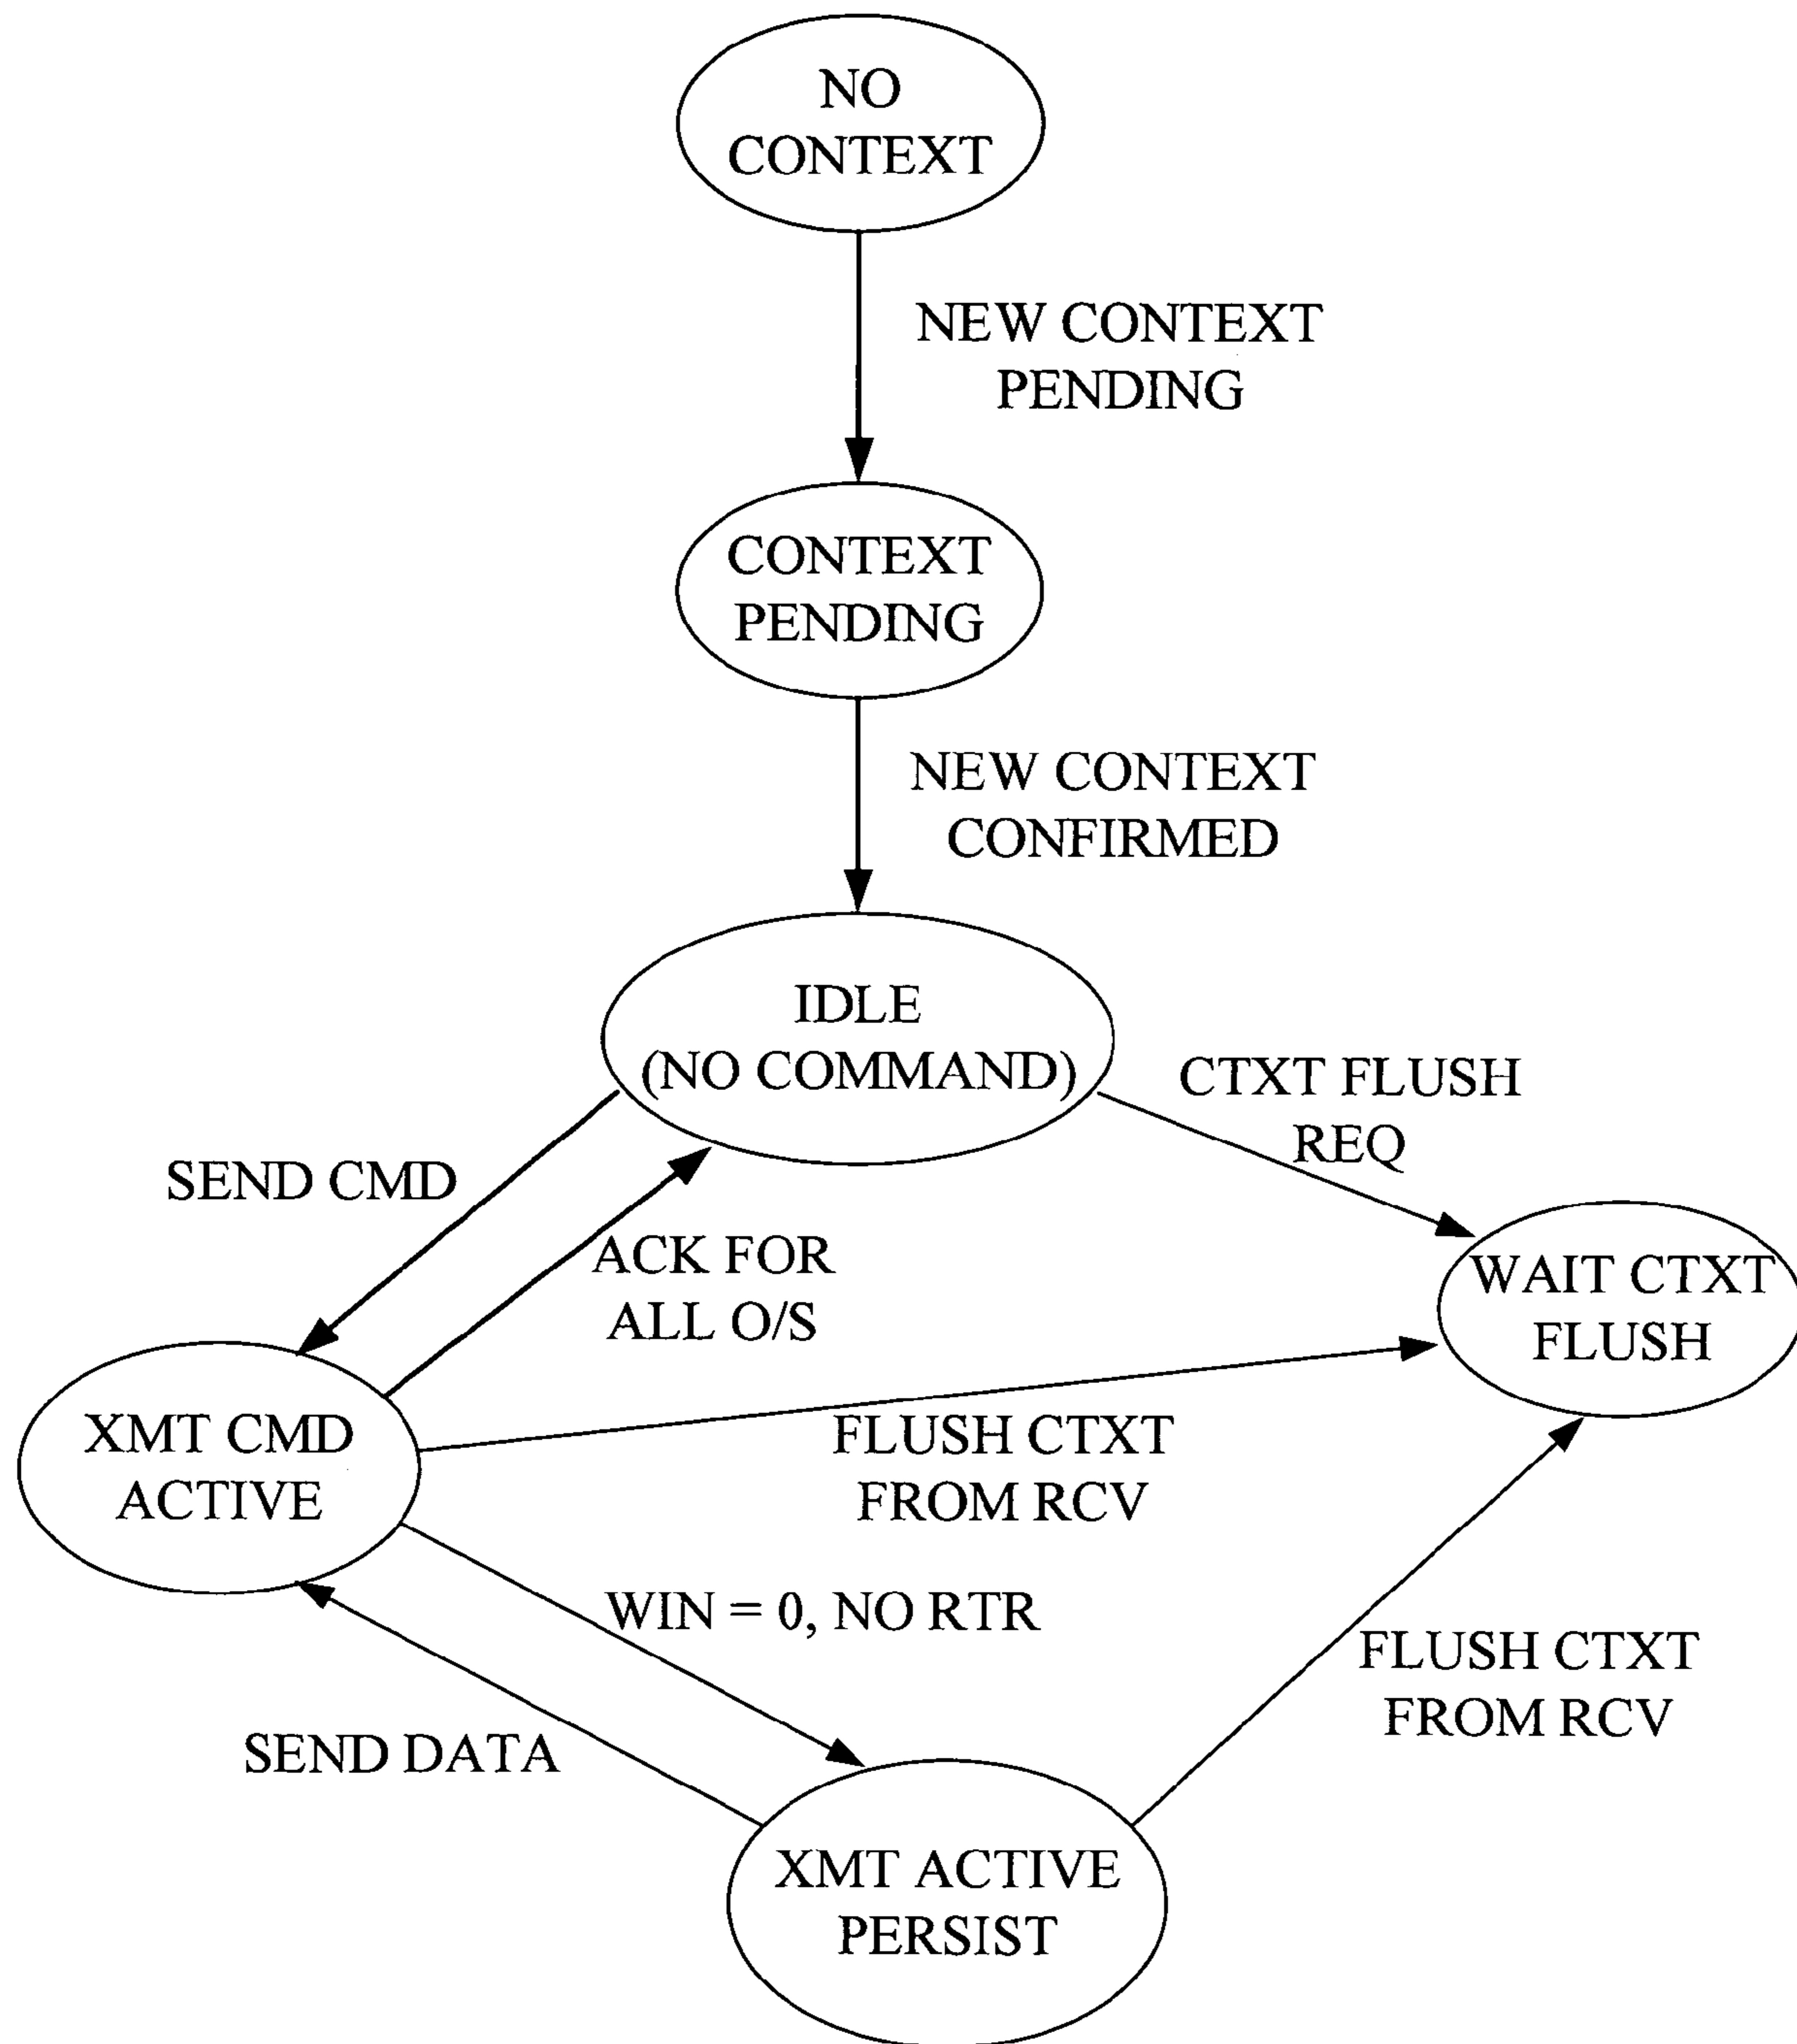 NO
CONTEXT
NEW CONTEXT
PENDING
CONTEXT
PENDING
NEW CONTEXT
CONFIRMED
IDLE
(NO COMMAND)
CTXT FLUSH
REQ
SEND CMD
ACK FOR
ALL O/S
WAIT CTXT
FLUSH
XMT CMD
ACTIVE
FLUSH CTXT
FROM RCV
WIN = 0, NO RTR
FLUSH CTXT
FROM RCV
SEND DATA
XMT ACTIVE
PERSIST